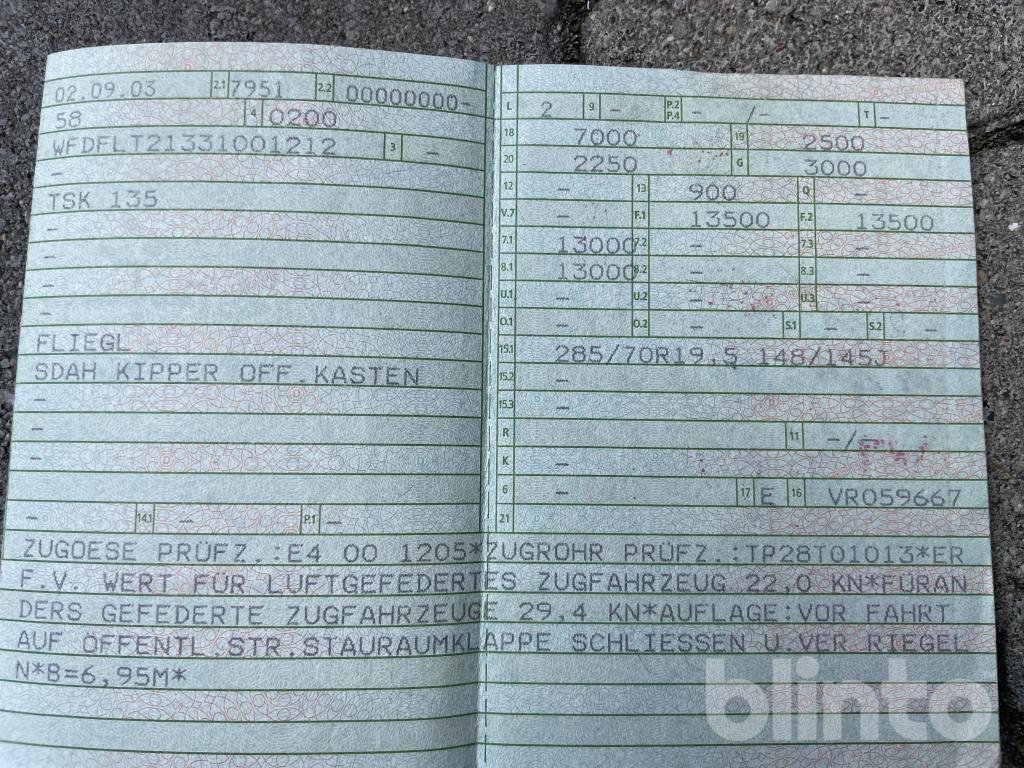 02.09.03 2.1 7951 2.2 00000000-
58 4 0200
WFDFLT21331001212 3 –
–
TSK 135
–
–
–
–
FLIEGL
SDAH KIPPER OFF.KASTEN
–
–
–
– 14.1 – P.1 –
L 2 9 – P.2 P.4 – /– T –
18 7000 19 2500
20 2250 G 3000
12 – 13 900 Q –
V.7 – F.1 13500 F.2 13500
7.1 13000 7.2 – 7.3 –
8.1 13000 8.2 – 8.3 –
U.1 – U.2 – U.3 –
O.1 – O.2 – S.1 – S.2 –
15.1 285/70R19,5 148/145J
15.2 –
15.3 –
R 11 –/–
K –
6 – 17 E 16 VR059667
21
ZUGOESE PRÜFZ.:E4 00 1205*ZUGROHR PRÜFZ.:TP28T01013*ER
F.V. WERT FÜR LUFTGEFEDERTES ZUGFAHRZEUG 22,0 KN*FÜRAN
DERS GEFEDERTE ZUGFAHRZEUGE 29,4 KN*AUFLAGE:VOR FAHRT
AUF ÖFFENTL.STR.STAURAUMKLAPPE SCHLIESSEN U.VER RIEGEL
N*8=6,95M*
blinto